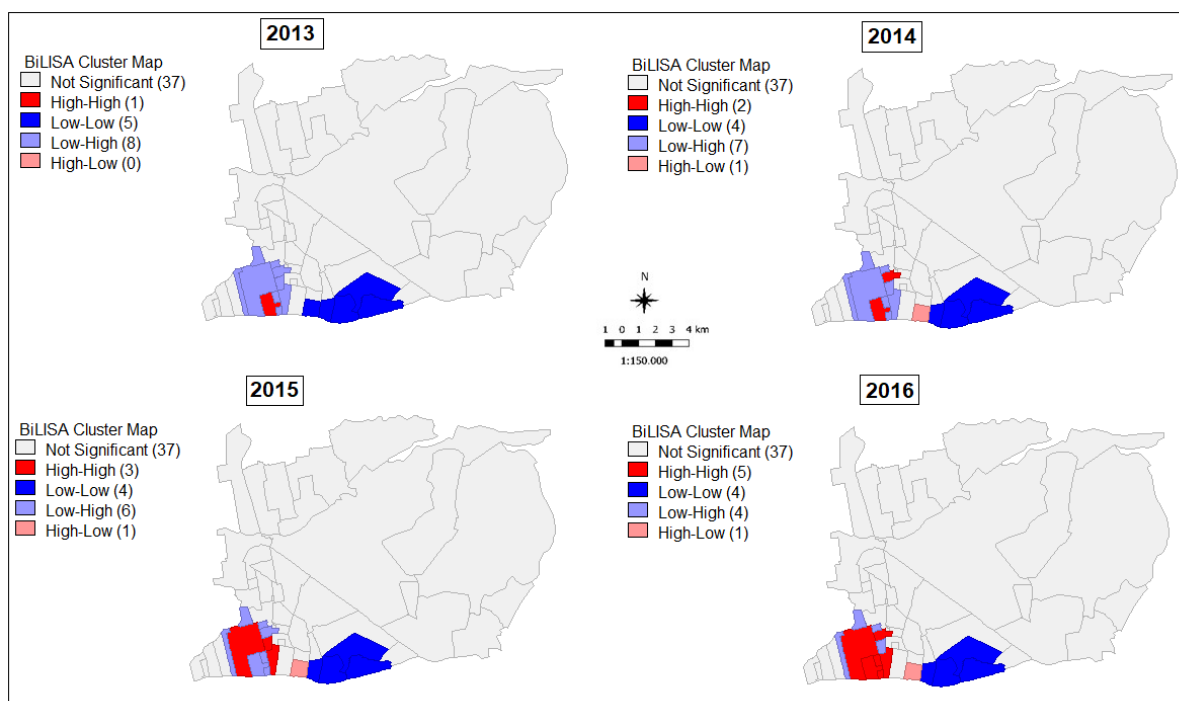 2013
BiLISA Cluster Map
Not Significant (37)
High-High (1)
Low-Low (5)
Low-High (8)
High-Low (0)
2014
BiLISA Cluster Map
Not Significant (37)
High-High (2)
Low-Low (4)
Low-High (7)
High-Low (1)
N
1 0 1 2 3 4 km
1:150.000
2015
BiLISA Cluster Map
Not Significant (37)
High-High (3)
Low-Low (4)
Low-High (6)
High-Low (1)
2016
BiLISA Cluster Map
Not Significant (37)
High-High (5)
Low-Low (4)
Low-High (4)
High-Low (1)